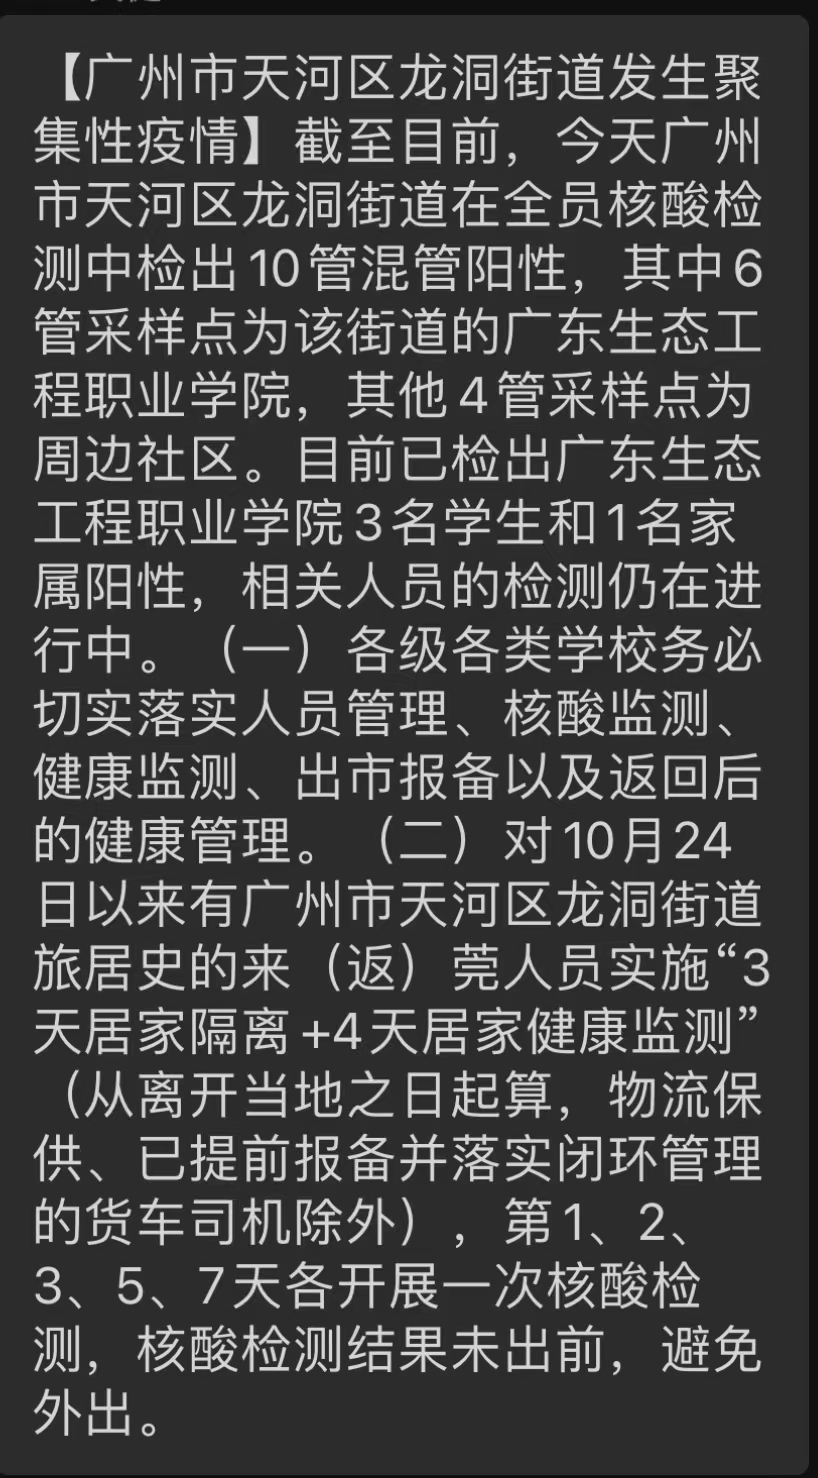 【广州市天河区龙洞街道发生聚
集性疫情】截至目前，今天广州
市天河区龙洞街道在全员核酸检
测中检出10管混管阳性，其中6
管采样点为该街道的广东生态工
程职业学院，其他4管采样点为
周边社区。目前已检出广东生态
工程职业学院3名学生和1名家
属阳性，相关人员的检测仍在进
行中。（一）各级各类学校务必
切实落实人员管理、核酸监测、
健康监测、出市报备以及返回后
的健康管理。（二）对10月24
日以来有广州市天河区龙洞街道
旅居史的来（返）莞人员实施“3
天居家隔离+4天居家健康监测”
（从离开当地之日起算，物流保
供、已提前报备并落实闭环管理
的货车司机除外），第1、2、
3、5、7天各开展一次核酸检
测，核酸检测结果未出前，避免
外出。